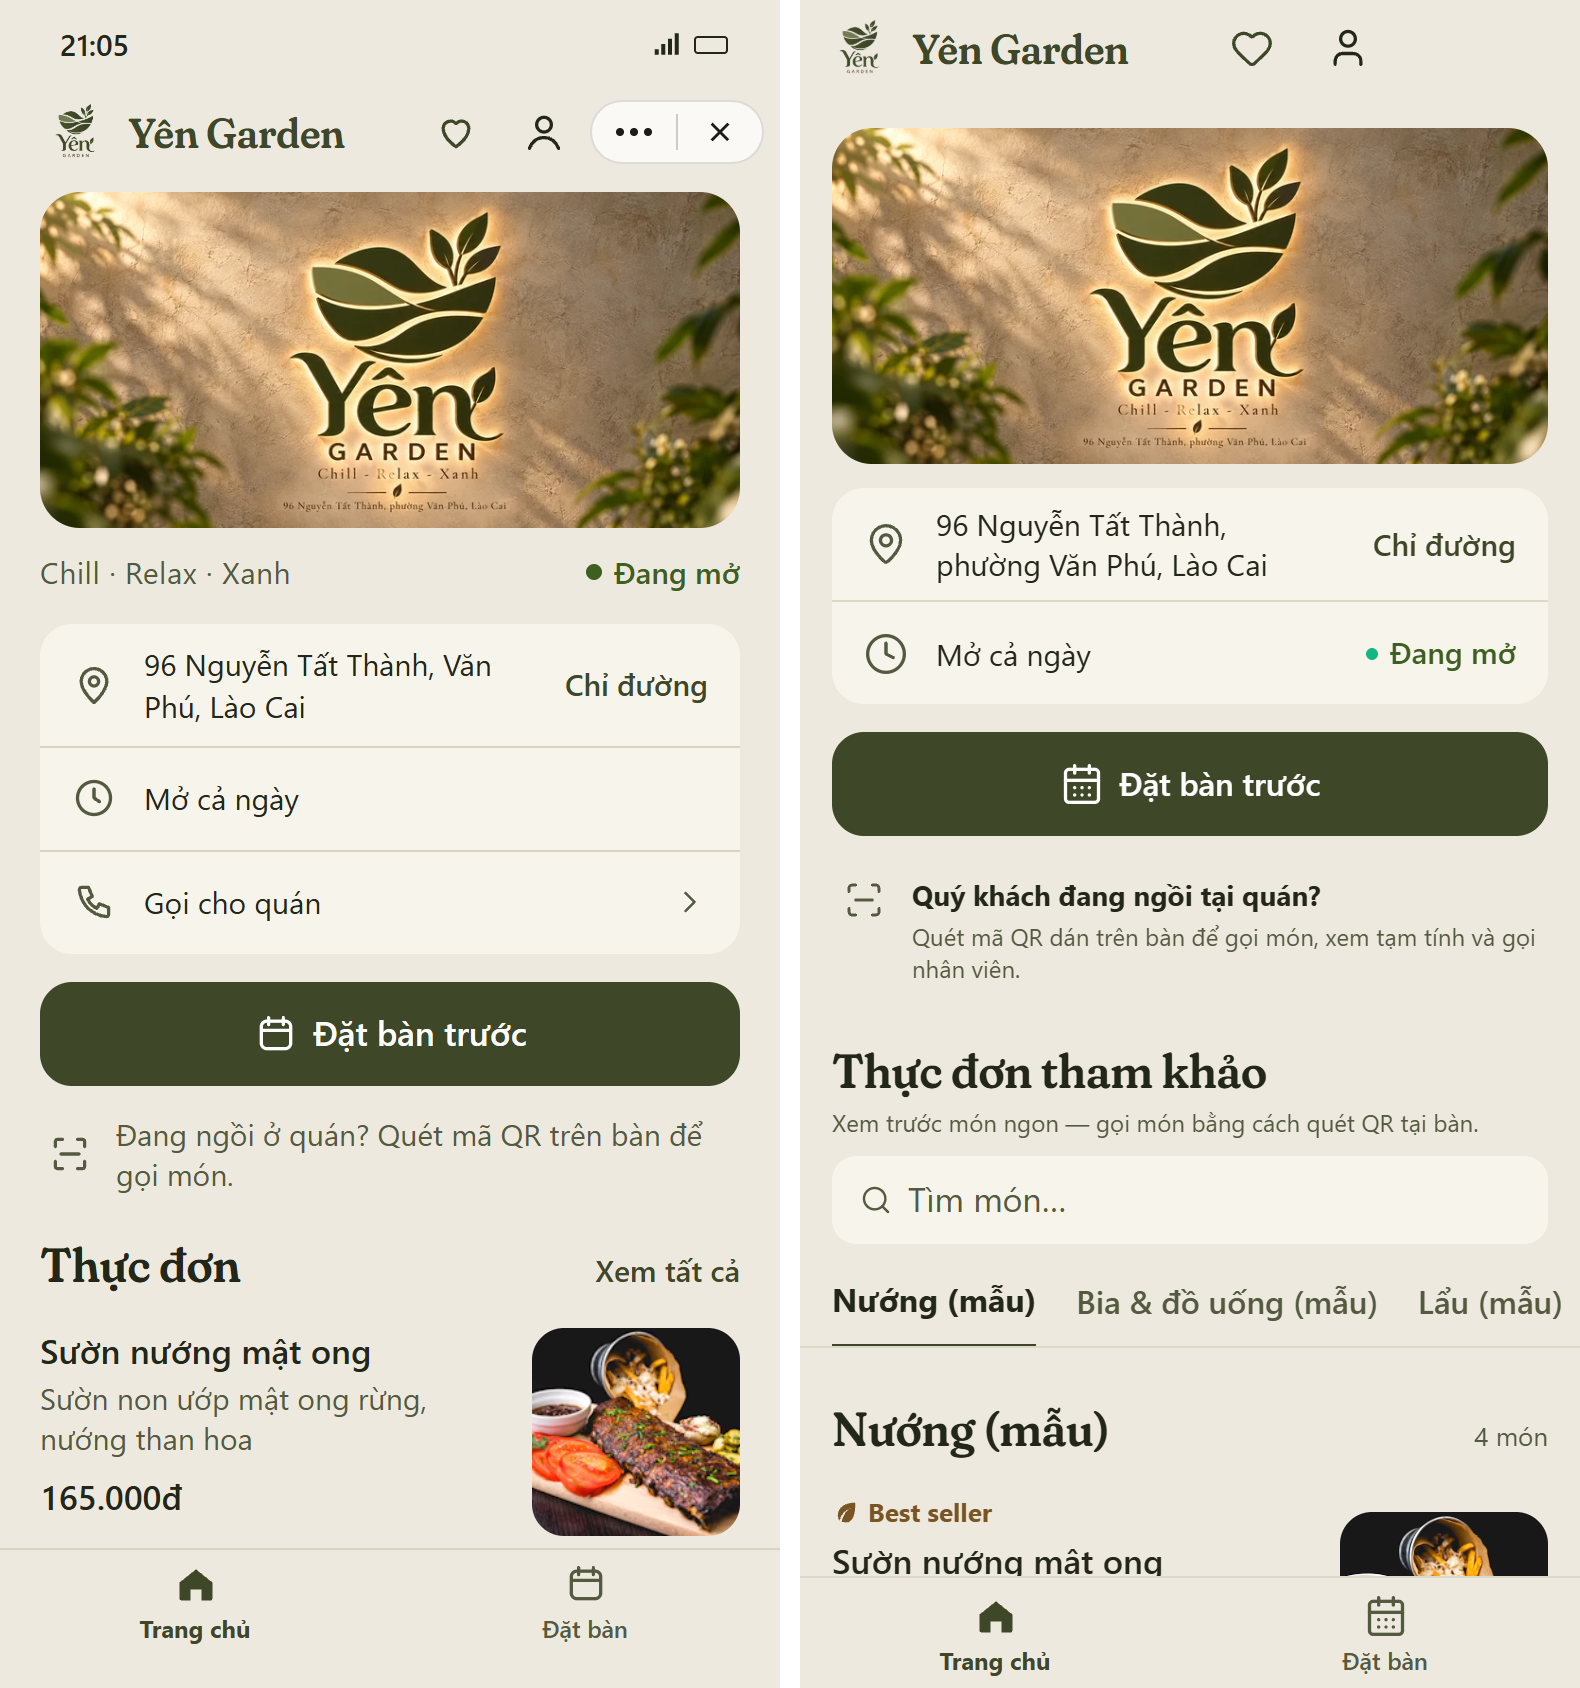 21:05
Yên
GARDEN
Yên Garden
Yên
GARDEN
Chill - Relax - Xanh
96 Nguyễn Tất Thành, phường Văn Phú, Lào Cai
Chill · Relax · Xanh
Đang mở
96 Nguyễn Tất Thành, Văn
Phú, Lào Cai
Chỉ đường
Mở cả ngày
Gọi cho quán
Đặt bàn trước
Đang ngồi ở quán? Quét mã QR trên bàn để
gọi món.
Thực đơn
Xem tất cả
Sườn nướng mật ong
Sườn non ướp mật ong rừng,
nướng than hoa
165.000đ
Trang chủ
Đặt bàn
Yên
GARDEN
Yên Garden
Yên
GARDEN
Chill - Relax - Xanh
96 Nguyễn Tất Thành, phường Văn Phú, Lào Cai
96 Nguyễn Tất Thành,
phường Văn Phú, Lào Cai
Chỉ đường
Mở cả ngày
Đang mở
Đặt bàn trước
Quý khách đang ngồi tại quán?
Quét mã QR dán trên bàn để gọi món, xem tạm tính và gọi
nhân viên.
Thực đơn tham khảo
Xem trước món ngon — gọi món bằng cách quét QR tại bàn.
Tìm món...
Nướng (mẫu)
Bia & đồ uống (mẫu)
Lẩu (mẫu)
Nướng (mẫu)
4 món
Best seller
Sườn nướng mật ong
Trang chủ
Đặt bàn